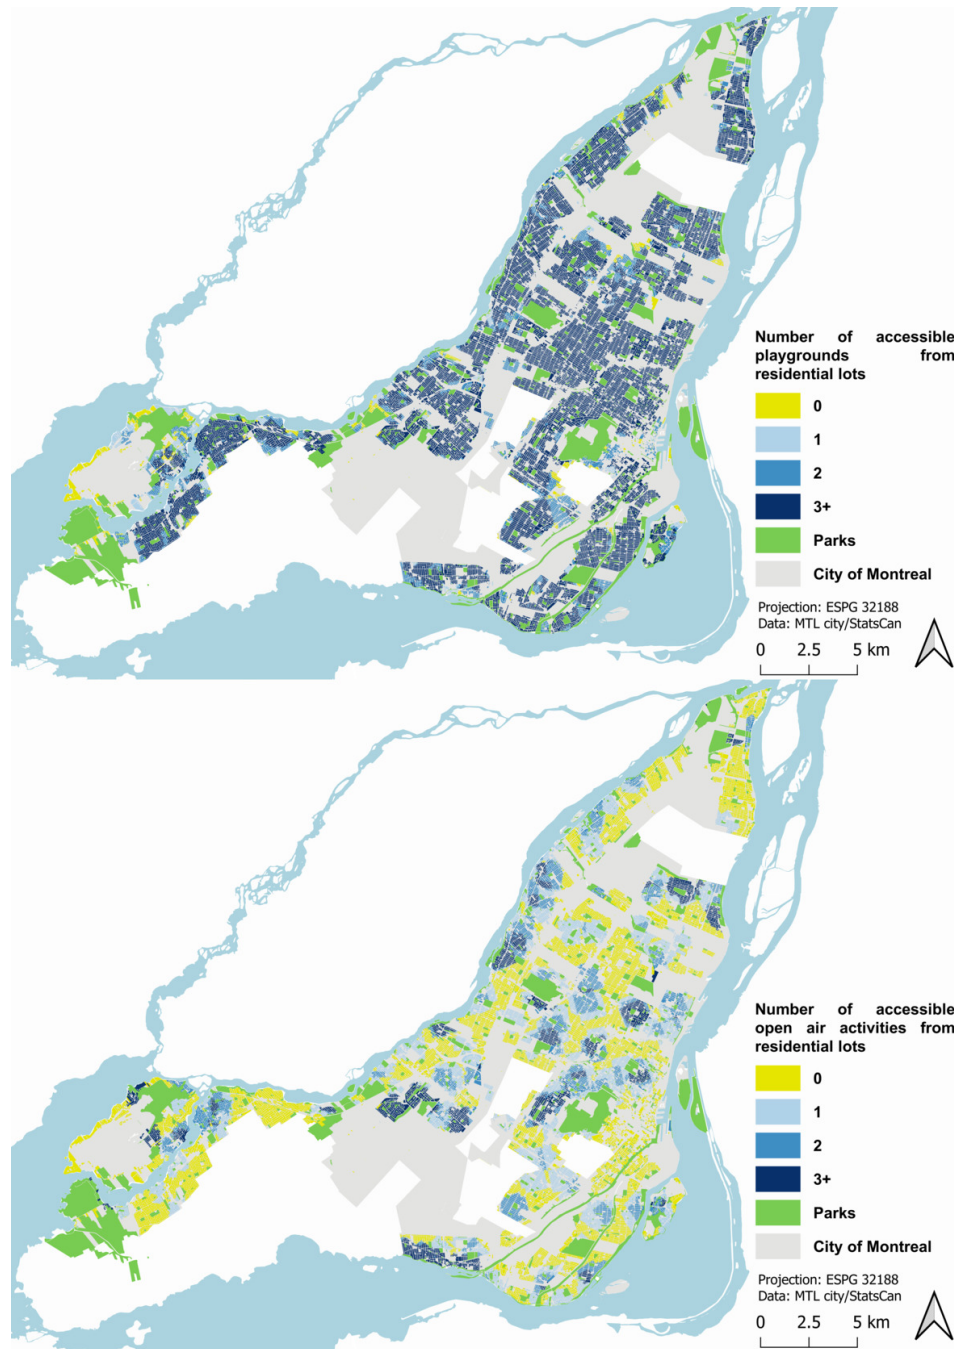 Number of accessible
playgrounds from
residential lots
0
1
2
3+
Parks
City of Montreal
Projection: ESPG 32188
Data: MTL city/StatsCan
0 2.5 5 km
Number of accessible
open air activities from
residential lots
0
1
2
3+
Parks
City of Montreal
Projection: ESPG 32188
Data: MTL city/StatsCan
0 2.5 5 km